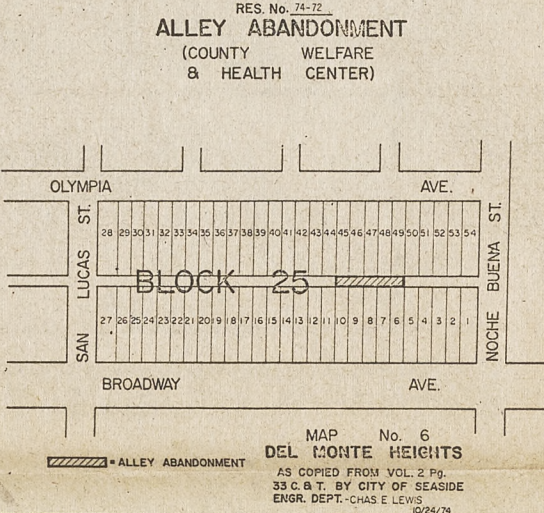 RES. No. 74-72
ALLEY ABANDONMENT
(COUNTY WELFARE
& HEALTH CENTER)
OLYMPIA AVE.
SAN LUCAS ST.
NOCHE BUENA ST.
28 29 30 31 32 33 34 35 36 37 38 39 40 41 42 43 44 45 46 47 48 49 50 51 52 53 54
BLOCK 25
27 26 25 24 23 22 21 20 19 18 17 16 15 14 13 12 11 10 9 8 7 6 5 4 3 2 1
BROADWAY AVE.
MAP No. 6
DEL MONTE HEIGHTS
= ALLEY ABANDONMENT
AS COPIED FROM VOL. 2 Pg.
33 C. & T. BY CITY OF SEASIDE
ENGR. DEPT. - CHAS. E LEWIS
10/24/74